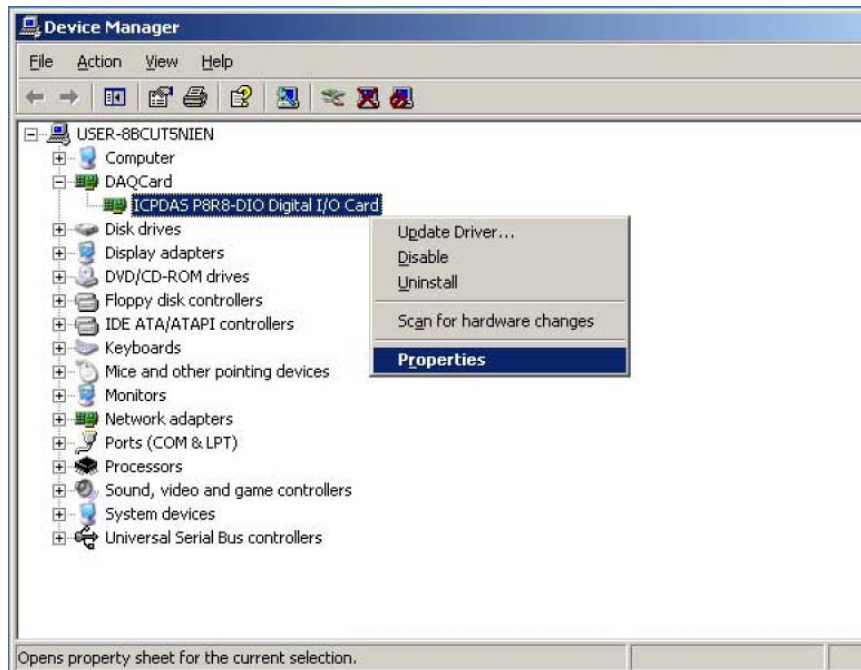 Device Manager
File Action View Help
USER-8BCUT5NIEN
Computer
DAQCard
ICPDAS P8R8-DIO Digital I/O Card
Disk drives
Display adapters
DVD/CD-ROM drives
Floppy disk controllers
IDE ATA/ATAPI controllers
Keyboards
Mice and other pointing devices
Monitors
Network adapters
Ports (COM & LPT)
Processors
Sound, video and game controllers
System devices
Universal Serial Bus controllers
Update Driver...
Disable
Uninstall
Scan for hardware changes
Properties
Opens property sheet for the current selection.